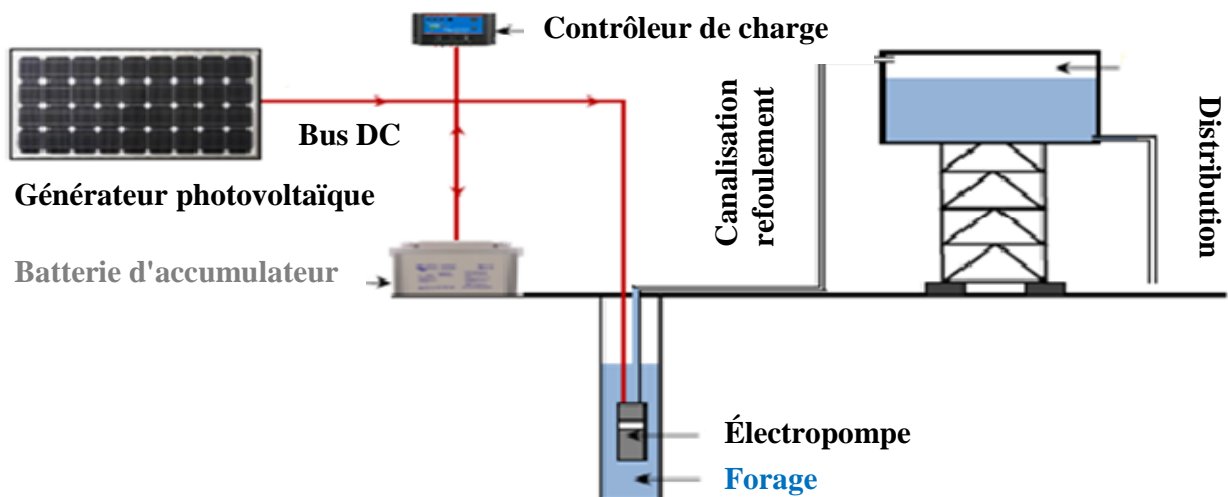 Contrôleur de charge
Bus DC
Générateur photovoltaïque
Batterie d'accumulateur
Canalisation
refoulement
Distribution
Électropompe
Forage